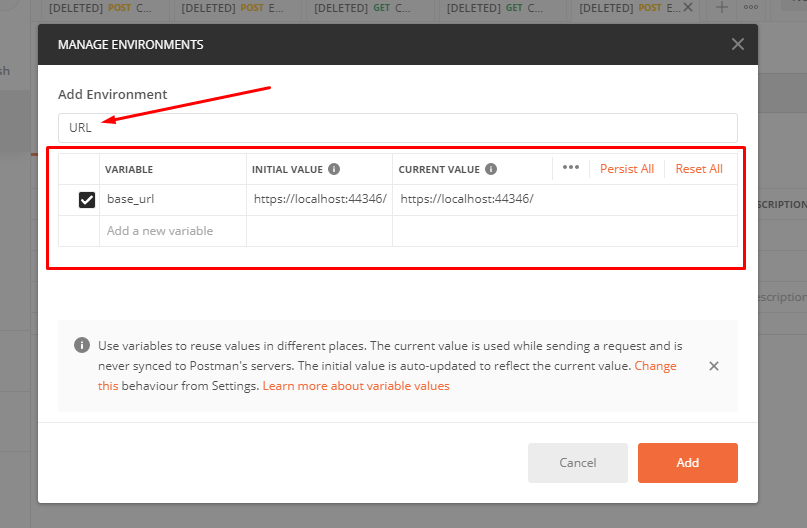 [DELETED] POST C... [DELETED] POST E... [DELETED] GET C... [DELETED] GET C... [DELETED] POST E...
MANAGE ENVIRONMENTS
sh
Add Environment
URL
VARIABLE INITIAL VALUE CURRENT VALUE ••• Persist All Reset All
base_url https://localhost:44346/ https://localhost:44346/
SCRIPTION
Add a new variable
escription
Use variables to reuse values in different places. The current value is used while sending a request and is
never synced to Postman's servers. The initial value is auto-updated to reflect the current value. Change
this behaviour from Settings. Learn more about variable values
Cancel Add